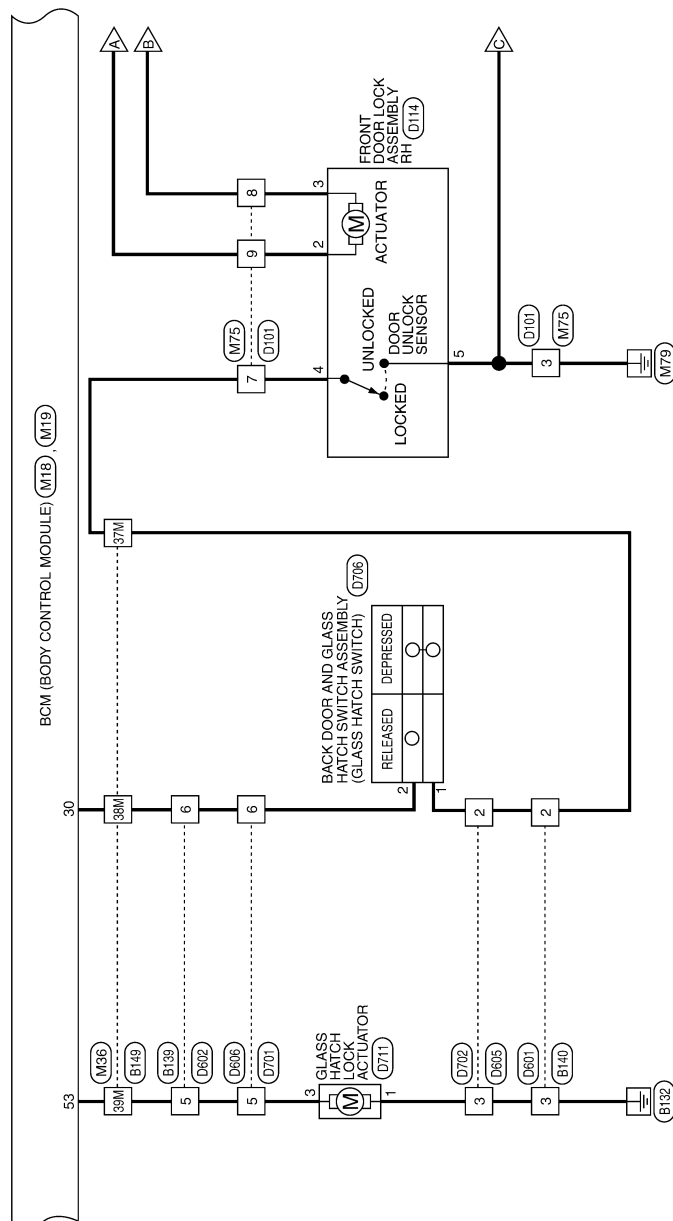 BCM (BODY CONTROL MODULE) M18 , M19
53
30
39M
M36
B149
38M
37M
5
B139
D602
6
5
D606
D701
6
7
M75
D101
9
8
A
B
3
GLASS
HATCH
LOCK
ACTUATOR
D711
M
1
BACK DOOR AND GLASS
HATCH SWITCH ASSEMBLY
(GLASS HATCH SWITCH)
D706
RELEASED
DEPRESSED
2
1
4
2
3
FRONT
DOOR LOCK
ASSEMBLY
RH
D114
M
ACTUATOR
UNLOCKED
LOCKED
DOOR
UNLOCK
SENSOR
5
C
3
D702
D605
2
3
D601
B140
2
3
D101
M75
B132
M79